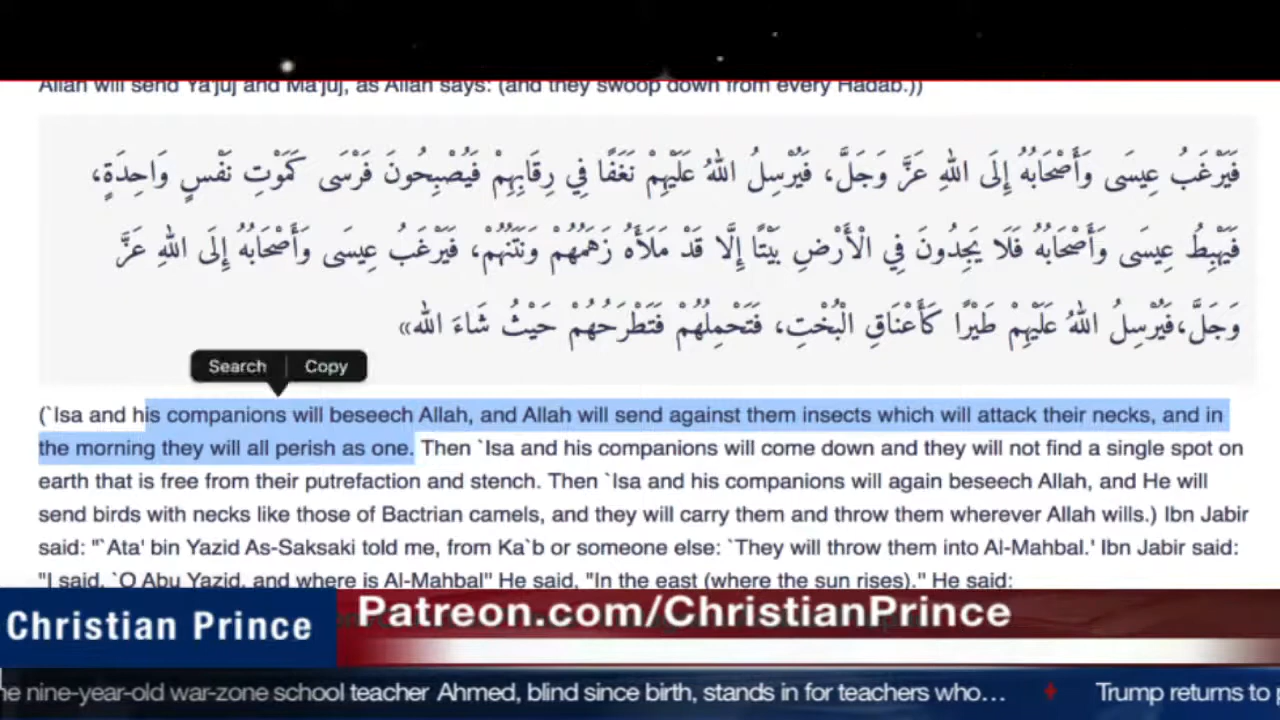 Allah will send Ya'juj and Ma'juj, as Allah says: (and they swoop down from every Hadab.))
فَيَرْغَبُ عِيسَى وَأَصْحَابُهُ إِلَى اللهِ عَزَّ وَجَلَّ، فَيُرْسِلُ اللهُ عَلَيْهِمْ نَغَفًا فِي رِقَابِهِمْ فَيُصْبِحُونَ فَرْسَى كَمَوْتِ نَفْسٍ وَاحِدَةٍ،
فَيَهْبِطُ عِيسَى وَأَصْحَابُهُ فَلَا يَجِدُونَ فِي الْأَرْضِ بَيْتًا إِلَّا قَدْ مَلَأَهُ زَهَمُهُمْ وَنَتَنُهُمْ، فَيَرْغَبُ عِيسَى وَأَصْحَابُهُ إِلَى اللهِ عَزَّ
وَجَلَّ،فَيُرْسِلُ اللهُ عَلَيْهِمْ طَيْرًا كَأَعْنَاقِ الْبُخْتِ، فَتَحْمِلُهُمْ فَتَطْرَحُهُمْ حَيْثُ شَاءَ الله»
Search Copy
(`Isa and his companions will beseech Allah, and Allah will send against them insects which will attack their necks, and in
the morning they will all perish as one. Then `Isa and his companions will come down and they will not find a single spot on
earth that is free from their putrefaction and stench. Then `Isa and his companions will again beseech Allah, and He will
send birds with necks like those of Bactrian camels, and they will carry them and throw them wherever Allah wills.) Ibn Jabir
said: "`Ata' bin Yazid As-Saksaki told me, from Ka`b or someone else: `They will throw them into Al-Mahbal.' Ibn Jabir said:
"I said, `O Abu Yazid, and where is Al-Mahbal" He said, "In the east (where the sun rises)." He said:
Patreon.com/ChristianPrince
Christian Prince
he nine-year-old war-zone school teacher Ahmed, blind since birth, stands in for teachers who… Trump returns to p